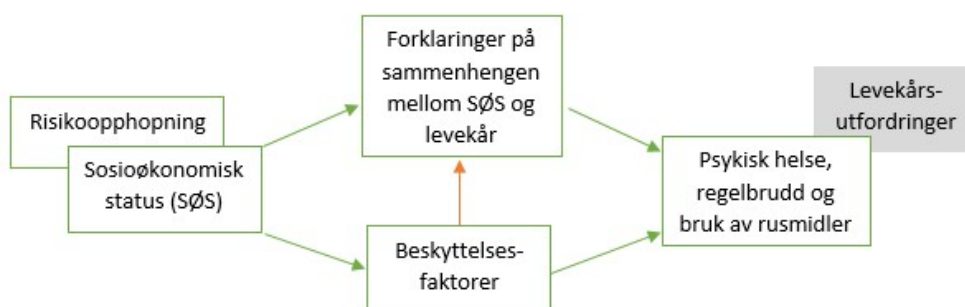 Risikoopphopning
Sosioøkonomisk
status (SØS)
Forklaringer på
sammenhengen
mellom SØS og
levekår
Beskyttelses-
faktorer
Levekårs-
utfordringer
Psykisk helse,
regelbrudd og
bruk av rusmidler